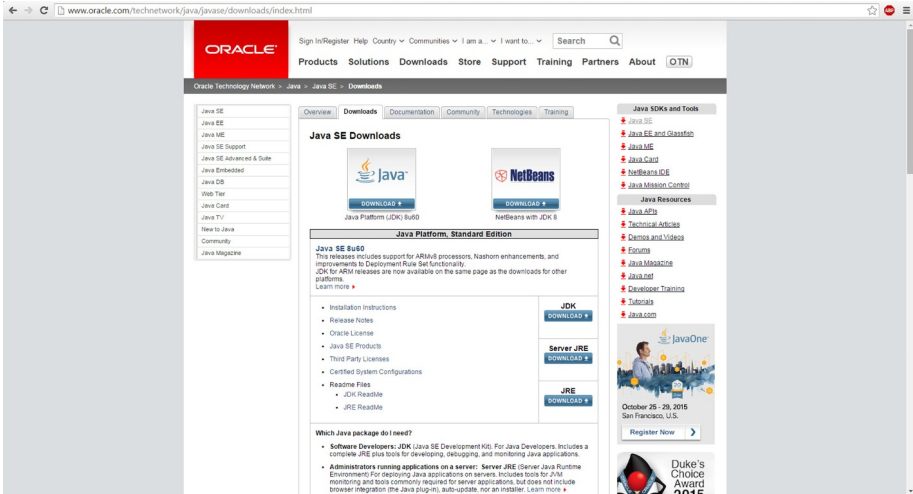 www.oracle.com/technetwork/java/javase/downloads/index.html
ABP
ORACLE
Sign In/Register Help Country Communities I am a... I want to... Search
Products Solutions Downloads Store Support Training Partners About OTN
Oracle Technology Network > Java > Java SE > Downloads
Java SE
Java EE
Java ME
Java SE Support
Java SE Advanced & Suite
Java Embedded
Java DB
Web Tier
Java Card
Java TV
New to Java
Community
Java Magazine
Overview Downloads Documentation Community Technologies Training
Java SE Downloads
Java
DOWNLOAD
Java Platform (JDK) 8u60
NetBeans
DOWNLOAD
NetBeans with JDK 8
Java Platform, Standard Edition
Java SE 8u60
This releases includes support for ARMv8 processors, Nashorn enhancements, and
improvements to Deployment Rule Set functionality.
JDK for ARM releases are now available on the same page as the downloads for other
platforms.
Learn more
• Installation Instructions
• Release Notes
• Oracle License
• Java SE Products
• Third Party Licenses
• Certified System Configurations
• Readme Files
• JDK ReadMe
• JRE ReadMe
JDK
DOWNLOAD
Server JRE
DOWNLOAD
JRE
DOWNLOAD
Which Java package do I need?
• Software Developers: JDK (Java SE Development Kit). For Java Developers. Includes a
complete JRE plus tools for developing, debugging, and monitoring Java applications.
• Administrators running applications on a server: Server JRE (Server Java Runtime
Environment) For deploying Java applications on servers. Includes tools for JVM
monitoring and tools commonly required for server applications, but does not include
browser integration (the Java plug-in), auto-update, nor an installer. Learn more
Java SDKs and Tools
Java SE
Java EE and Glassfish
Java ME
Java Card
NetBeans IDE
Java Mission Control
Java Resources
Java APIs
Technical Articles
Demos and Videos
Forums
Java Magazine
Java.net
Developer Training
Tutorials
Java.com
JavaOne
October 25 - 29, 2015
San Francisco, U.S.
Register Now
Duke's
Choice
Award
2015